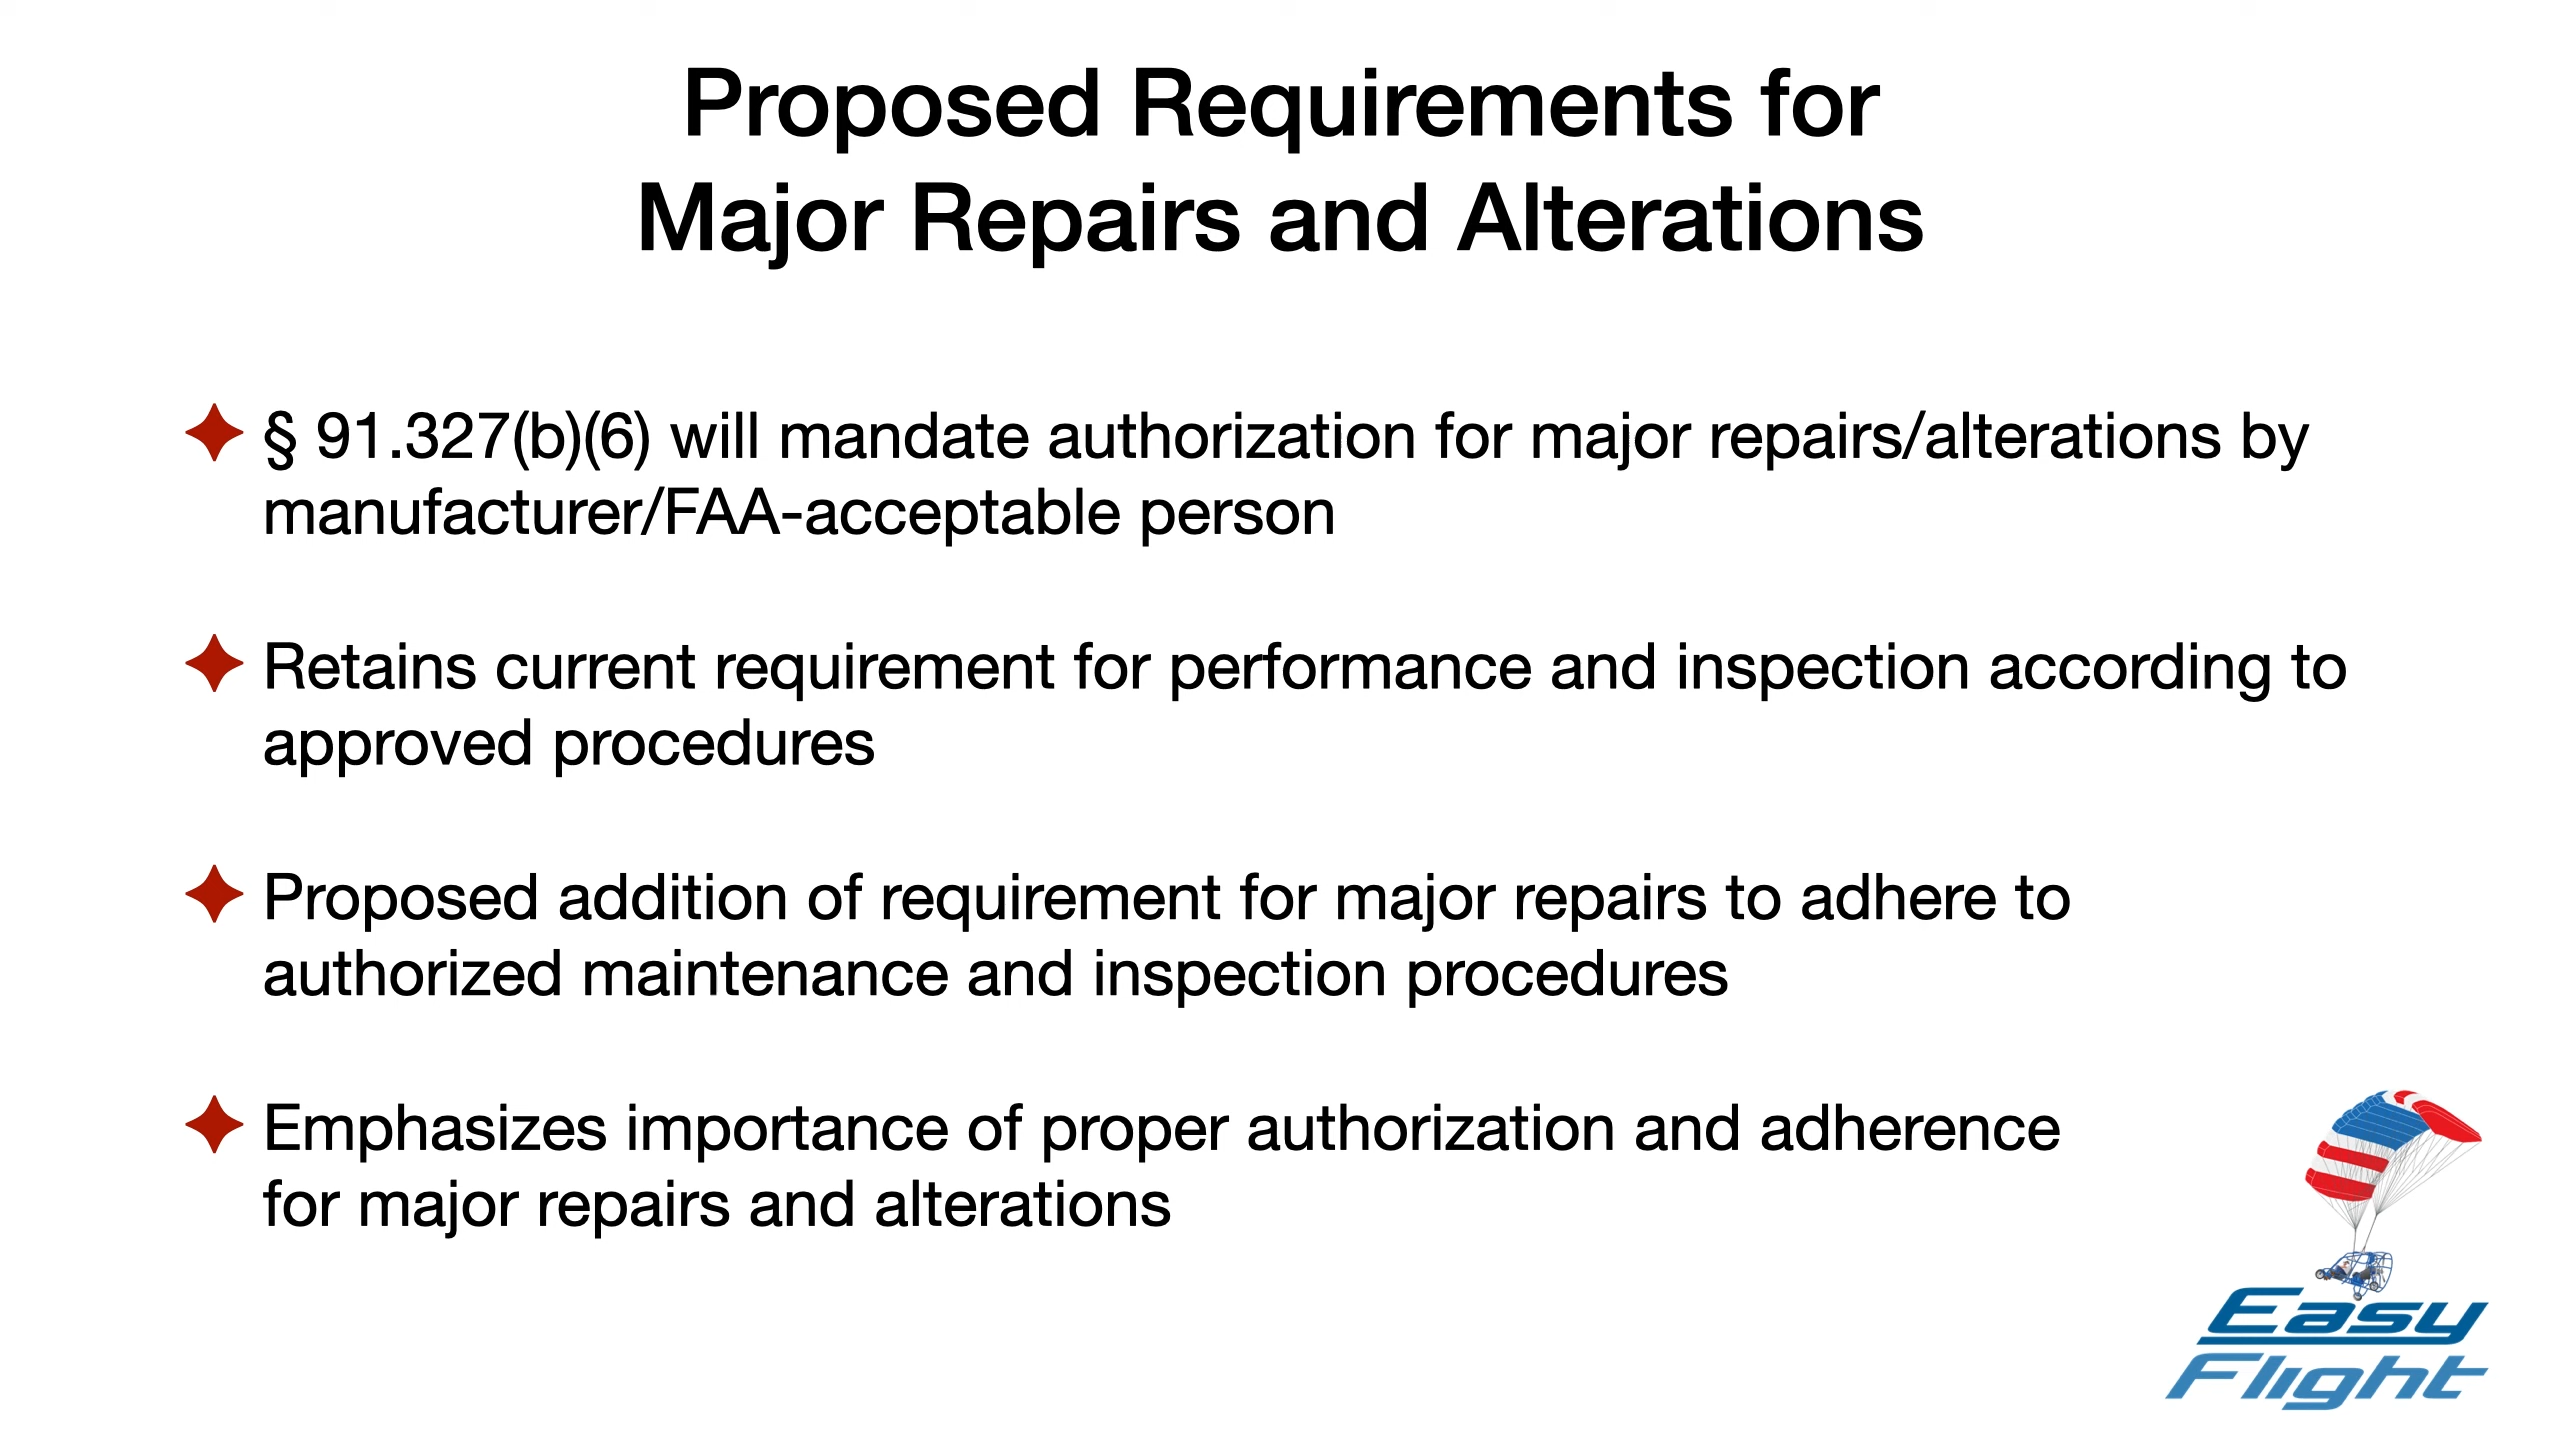 Proposed Requirements for
Major Repairs and Alterations
§ 91.327(b)(6) will mandate authorization for major repairs/alterations by
manufacturer/FAA-acceptable person
Retains current requirement for performance and inspection according to
approved procedures
Proposed addition of requirement for major repairs to adhere to
authorized maintenance and inspection procedures
Emphasizes importance of proper authorization and adherence
for major repairs and alterations
Easy
Flight